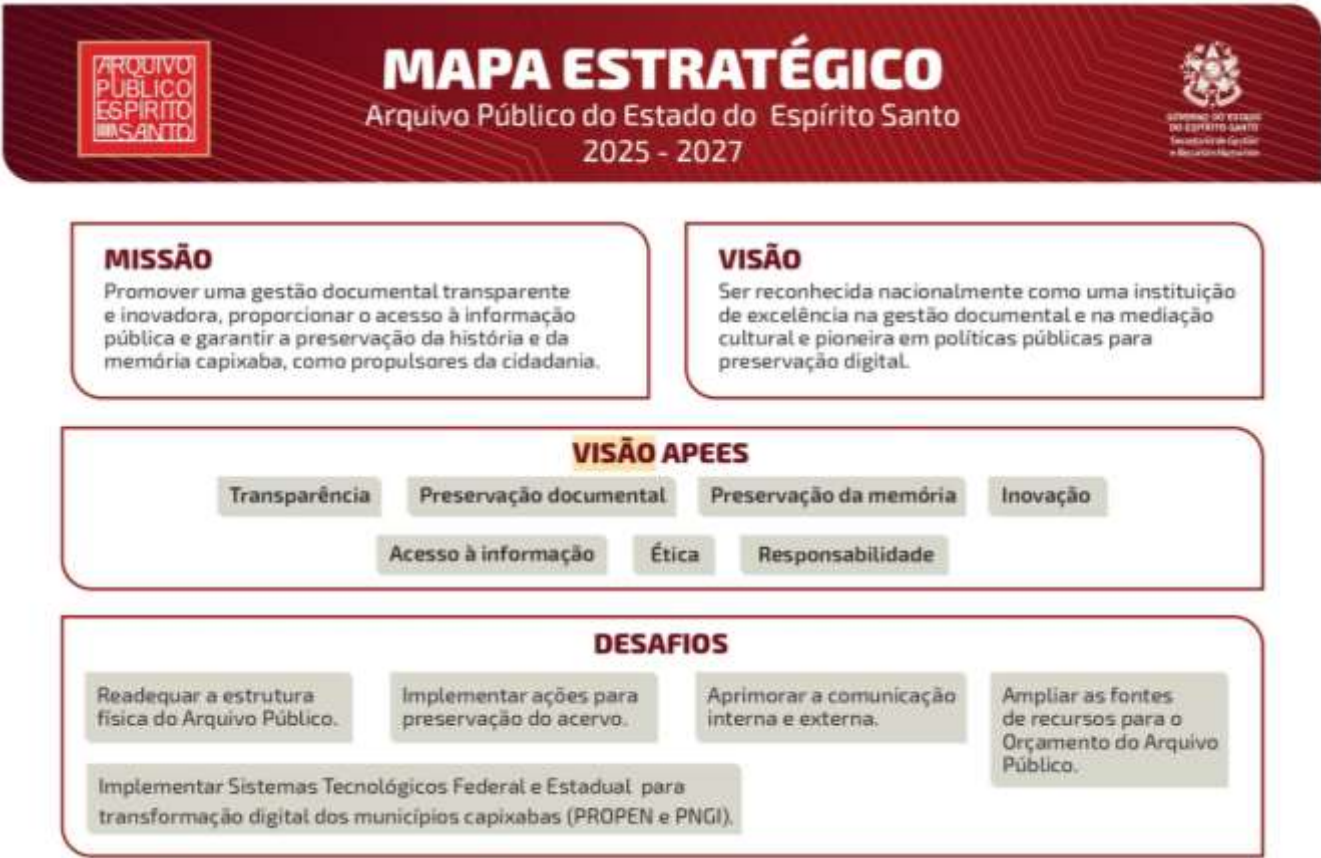 ARQUIVO
PÚBLICO
ESPÍRITO
SANTO
MAPA ESTRATÉGICO
Arquivo Público do Estado do Espírito Santo
2025 - 2027
GOVERNO DO ESTADO
DO ESPÍRITO SANTO
Secretaria de Gestão
e Recursos Humanos
MISSÃO
Promover uma gestão documental transparente
e inovadora, proporcionar o acesso à informação
pública e garantir a preservação da história e da
memória capixaba, como propulsores da cidadania.
VISÃO
Ser reconhecida nacionalmente como uma instituição
de excelência na gestão documental e na mediação
cultural e pioneira em políticas públicas para
preservação digital.
VISÃO APEES
Transparência
Preservação documental
Preservação da memória
Inovação
Acesso à informação
Ética
Responsabilidade
DESAFIOS
Readequar a estrutura
física do Arquivo Público.
Implementar ações para
preservação do acervo.
Aprimorar a comunicação
interna e externa.
Ampliar as fontes
de recursos para o
Orçamento do Arquivo
Público.
Implementar Sistemas Tecnológicos Federal e Estadual para
transformação digital dos municípios capixabas (PROPEN e PNGI).